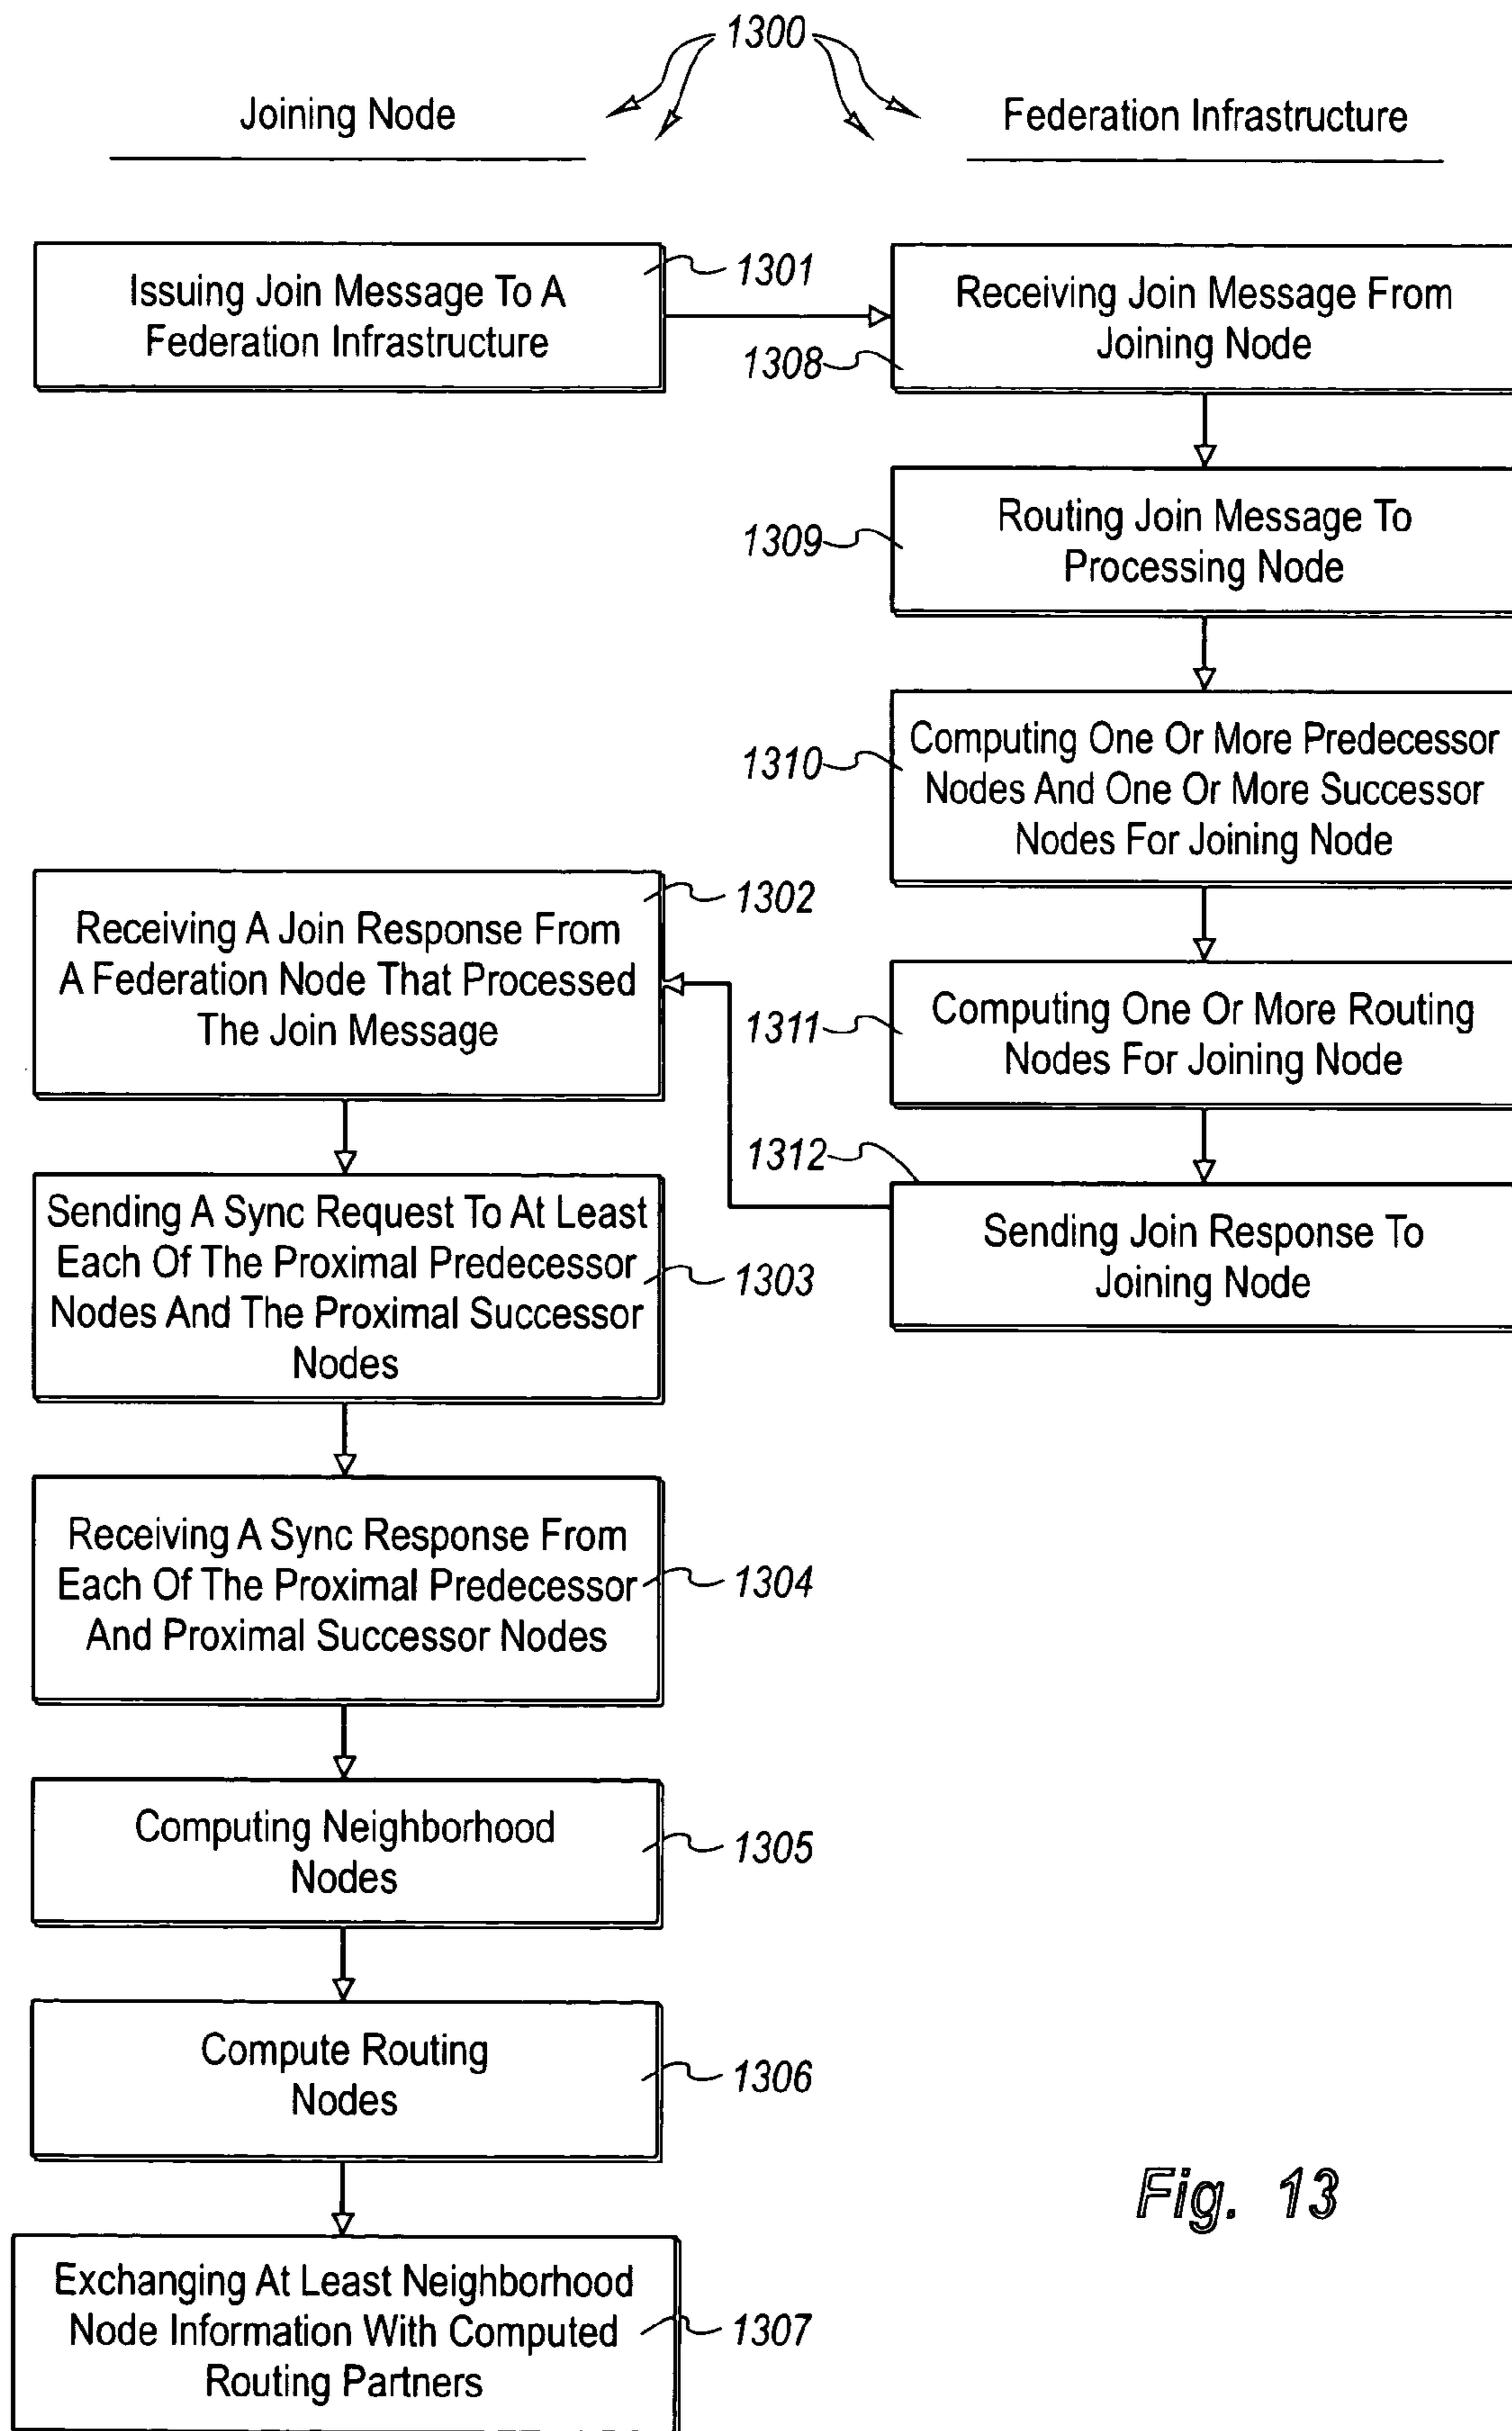 1300
Joining Node
Federation Infrastructure
Issuing Join Message To A
Federation Infrastructure
1301
Receiving Join Message From
Joining Node
1308
Routing Join Message To
Processing Node
1309
Computing One Or More Predecessor
Nodes And One Or More Successor
Nodes For Joining Node
1310
Receiving A Join Response From
A Federation Node That Processed
The Join Message
1302
Computing One Or More Routing
Nodes For Joining Node
1311
1312
Sending Join Response To
Joining Node
Sending A Sync Request To At Least
Each Of The Proximal Predecessor
Nodes And The Proximal Successor
Nodes
1303
Receiving A Sync Response From
Each Of The Proximal Predecessor
And Proximal Successor Nodes
1304
Computing Neighborhood
Nodes
1305
Compute Routing
Nodes
1306
Exchanging At Least Neighborhood
Node Information With Computed
Routing Partners
1307
Fig. 13